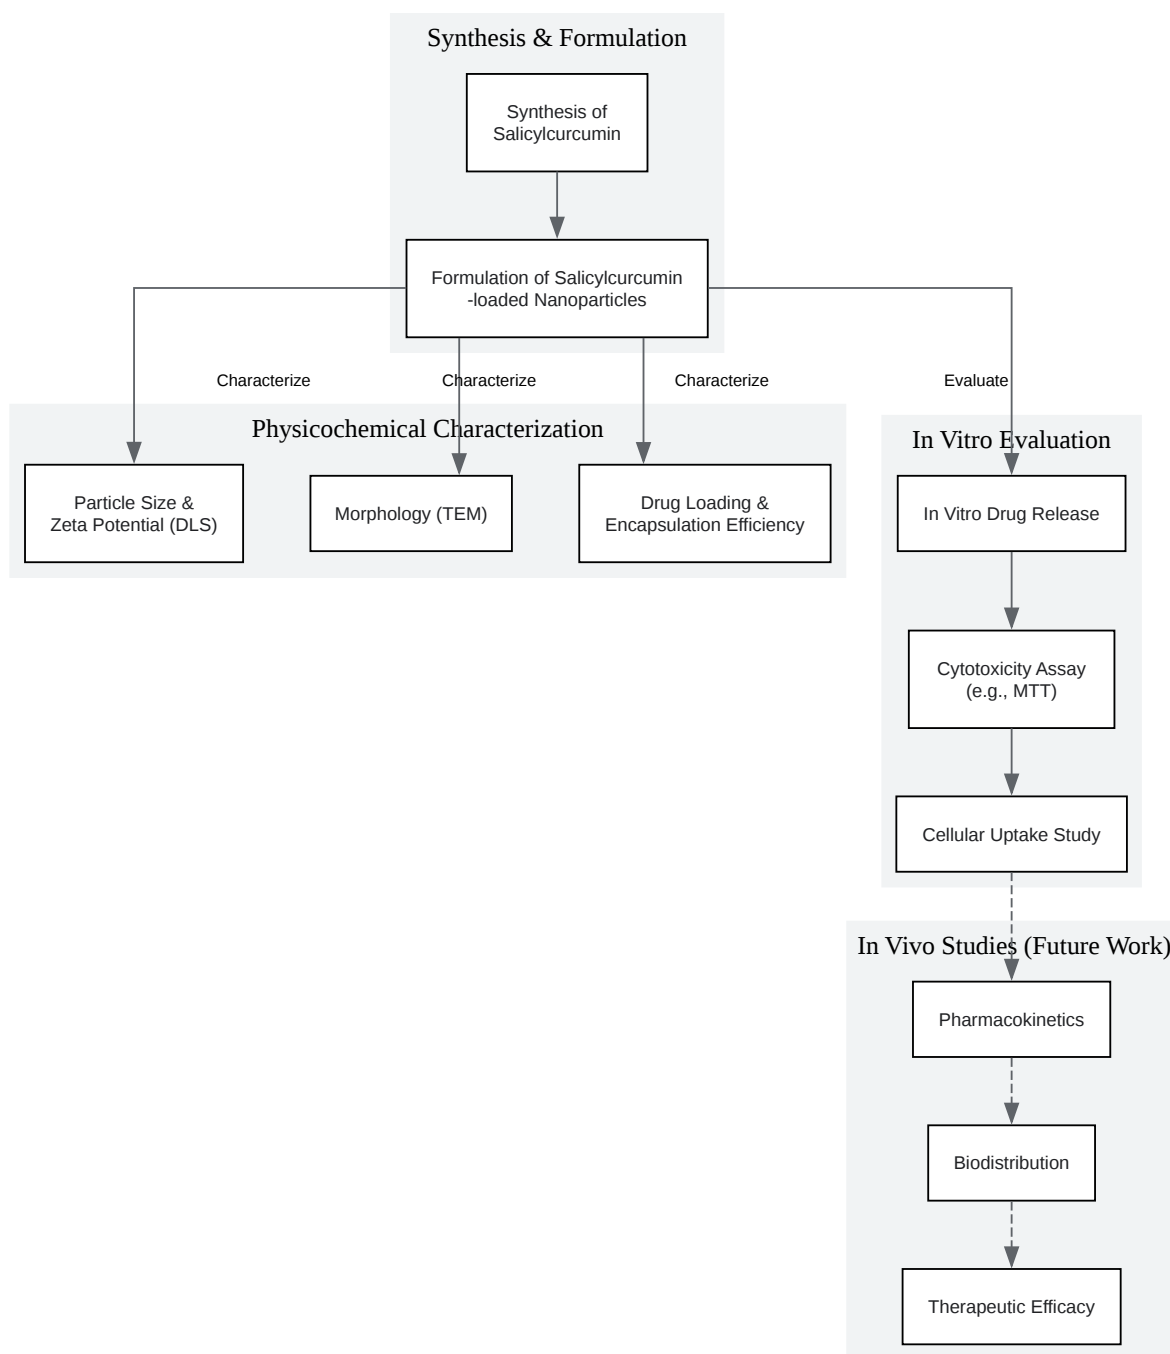 Synthesis & Formulation
Synthesis of
Salicylcurcumin
Formulation of Salicylcurcumin
-loaded Nanoparticles
Characterize
Characterize
Characterize
Evaluate
Physicochemical Characterization
Particle Size &
Zeta Potential (DLS)
Morphology (TEM)
Drug Loading &
Encapsulation Efficiency
In Vitro Evaluation
In Vitro Drug Release
Cytotoxicity Assay
(e.g., MTT)
Cellular Uptake Study
In Vivo Studies (Future Work)
Pharmacokinetics
Biodistribution
Therapeutic Efficacy